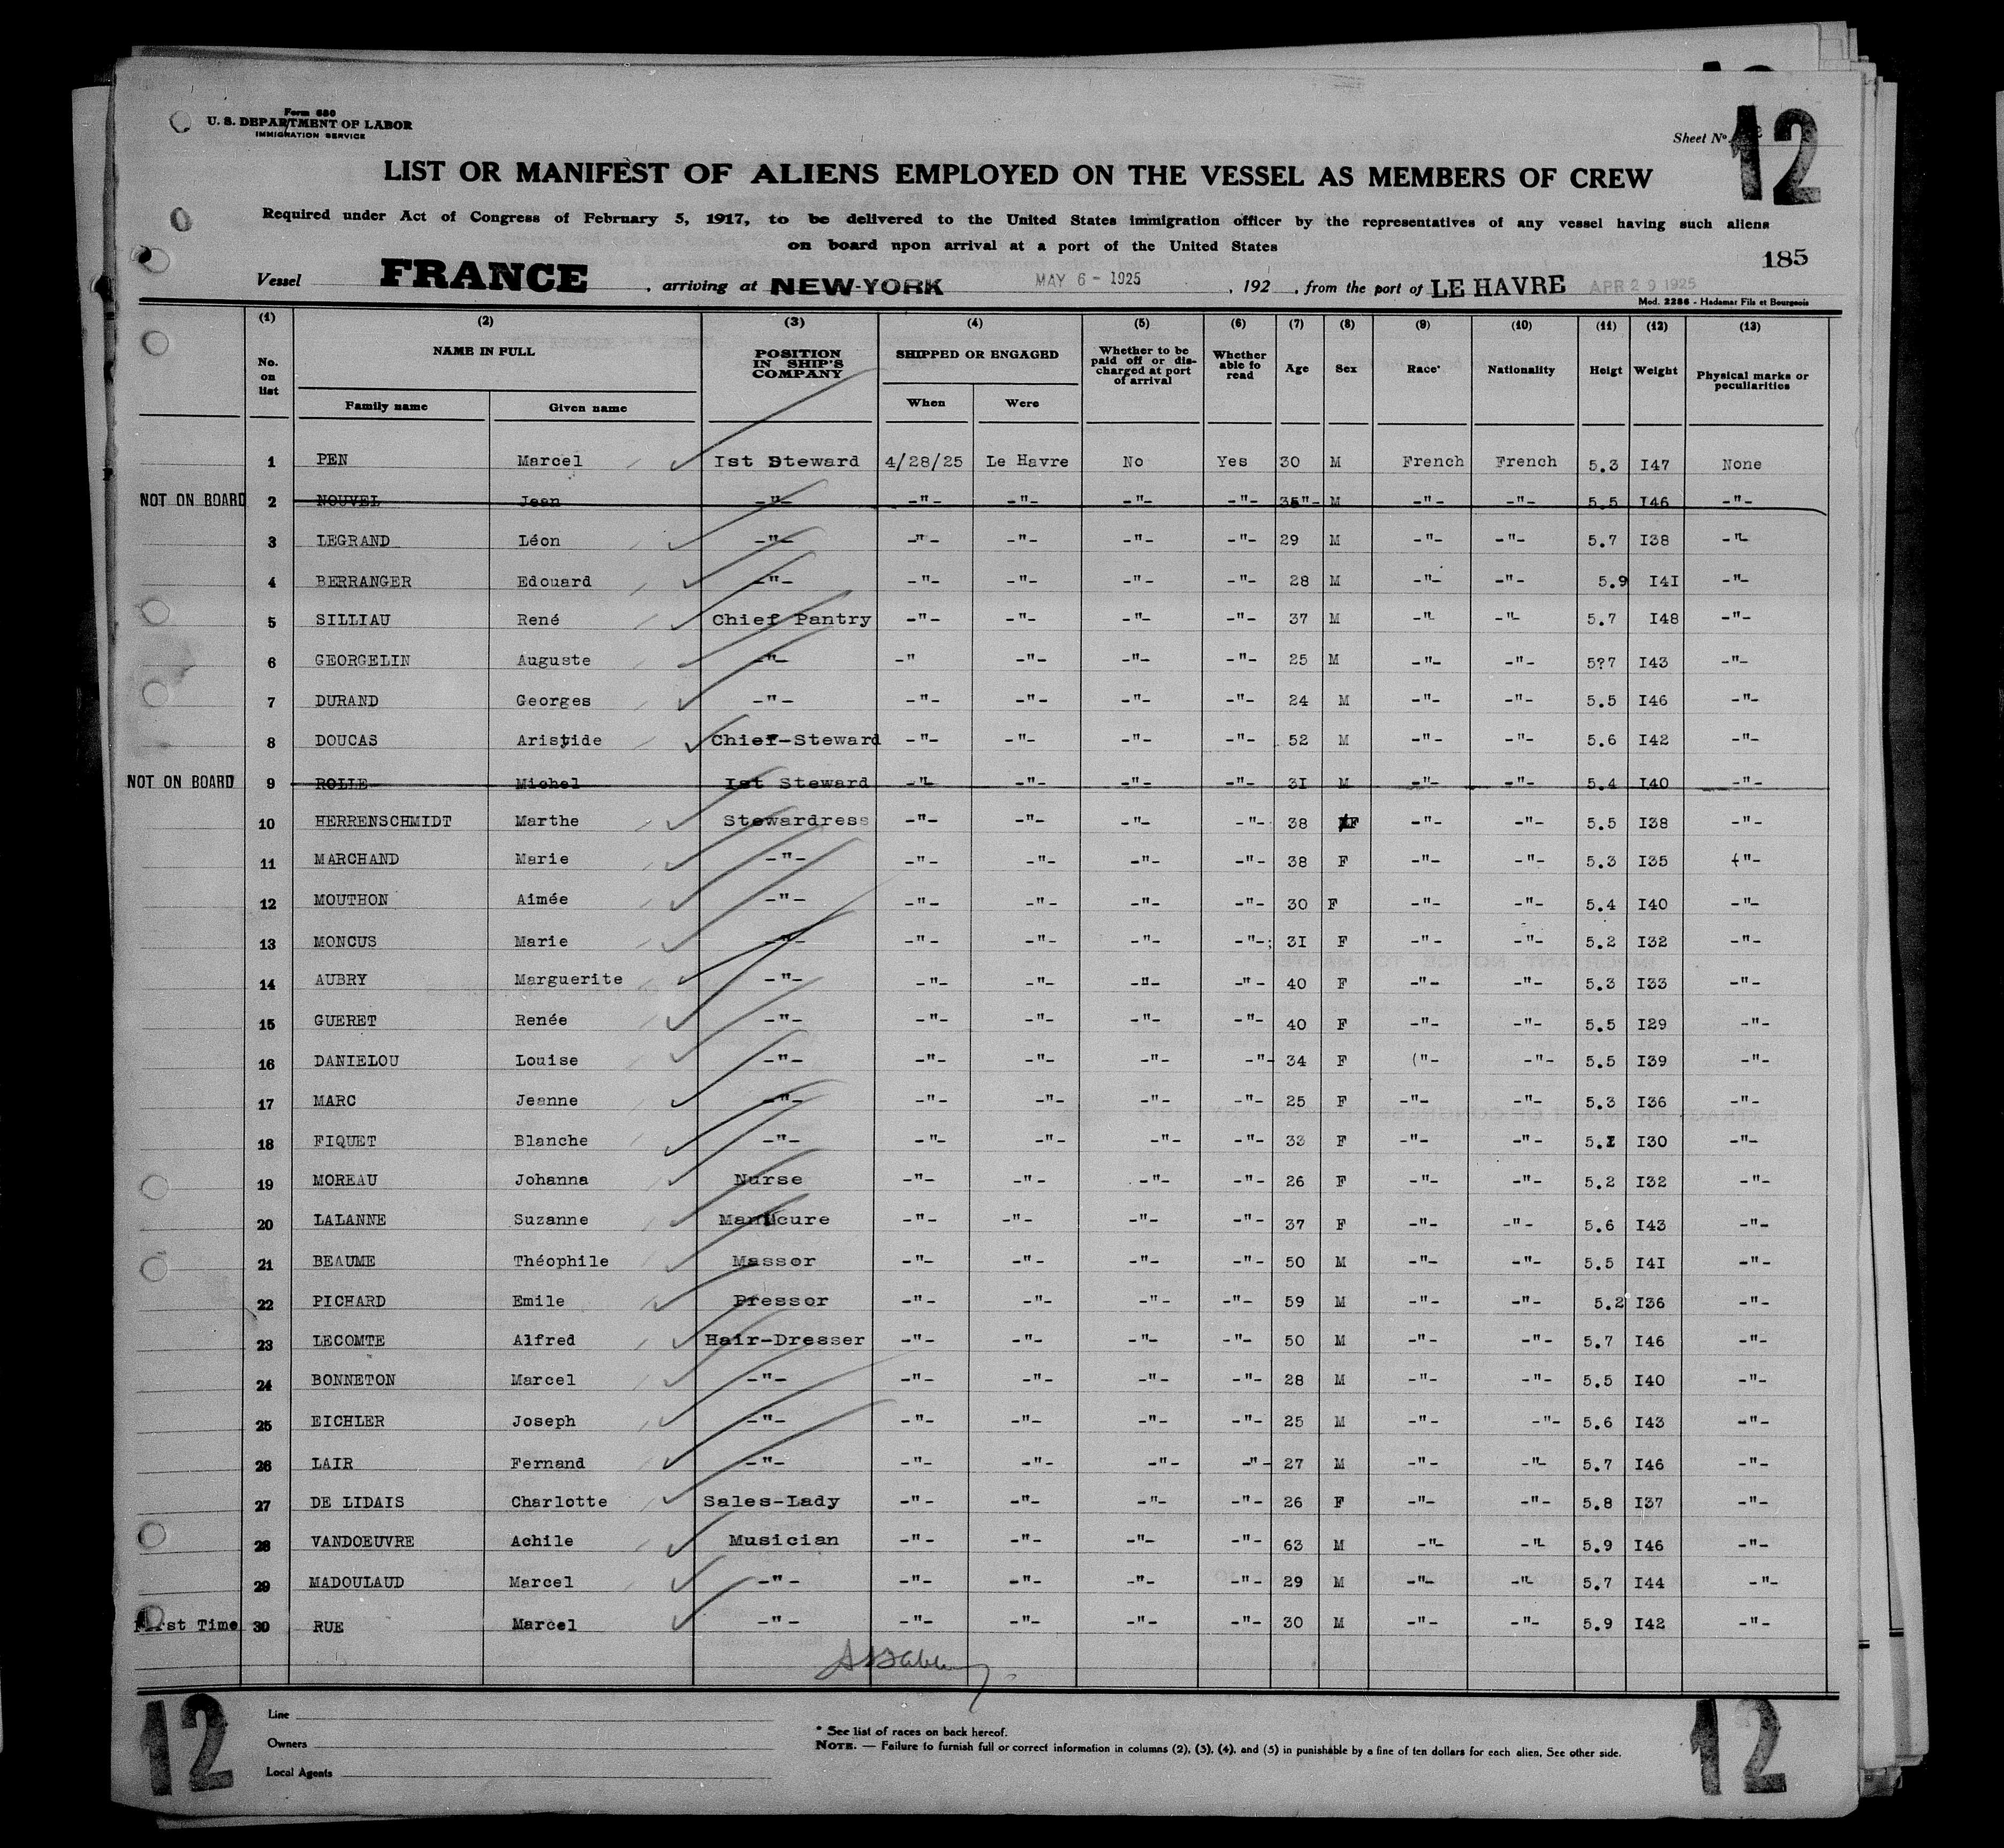 Form 680
U. S. DEPARTMENT OF LABOR
IMMIGRATION SERVICE
Sheet No
12
LIST OR MANIFEST OF ALIENS EMPLOYED ON THE VESSEL AS MEMBERS OF CREW
Required under Act of Congress of February 5, 1917, to be delivered to the United States immigration officer by the representatives of any vessel having such aliens
on board npon arrival at a port of the United States
185
Vessel FRANCE , arriving at NEW-YORK MAY 6 - 1925 , 192 , from the port of LE HAVRE APR 29 1925
Mod. 2286 - Hadamar Fils et Bourgeois
(1) (2) (3) (4) (5) (6) (7) (8) (9) (10) (11) (12) (13)
No. on list NAME IN FULL POSITION IN SHIP'S COMPANY SHIPPED OR ENGAGED Whether to be paid off or discharged at port of arrival Whether able to read Age Sex Race* Nationality Heigt Weight Physical marks or peculiarities
Family name Given name When Were
1 PEN Marcel Ist Steward 4/28/25 Le Havre No Yes 30 M French French 5.3 I47 None
NOT ON BOARD 2 NOUVEL Jean -"- -"- -"- -"- -"- 35"- M -"- -"- 5.5 I46 -"-
3 LEGRAND Léon -"- -"- -"- -"- -"- 29 M -"- -"- 5.7 I38 -"-
4 BERRANGER Edouard -"- -"- -"- -"- -"- 28 M -"- -"- 5.9 I4I -"-
5 SILLIAU René Chief Pantry -"- -"- -"- -"- 37 M -"- -"- 5.7 I48 -"-
6 GEORGELIN Auguste -"- -" -"- -"- -"- 25 M -"- -"- 5?7 I43 -"-
7 DURAND Georges -"- -"- -"- -"- -"- 24 M -"- -"- 5.5 I46 -"-
8 DOUCAS Aristide Chief-Steward -"- -"- -"- -"- 52 M -"- -"- 5.6 I42 -"-
NOT ON BOARD 9 ROLLE Michel Ist Steward -"- -"- -"- -"- 3I M -"- -"- 5.4 I40 -"-
10 HERRENSCHMIDT Marthe Stewardress -"- -"- -"- -"- 38 F -"- -"- 5.5 I38 -"-
11 MARCHAND Marie -"- -"- -"- -"- -"- 38 F -"- -"- 5.3 I35 ("-
12 MOUTHON Aimée -"- -"- -"- -"- -"- 30 F -"- -"- 5.4 I40 -"-
13 MONCUS Marie -"- -"- -"- -"- -"-; 3I F -"- -"- 5.2 I32 -"-
14 AUBRY Marguerite -"- -"- -"- -"- -"- 40 F -"- -"- 5.3 I33 -"-
15 GUERET Renée -"- -"- -"- -"- -"- 40 F -"- -"- 5.5 I29 -"-
16 DANIELOU Louise -"- -"- -"- -"- -"- 34 F ("- -"- 5.5 I39 -"-
17 MARC Jeanne -"- -"- -"- -"- -"- 25 F -"- -"- 5.3 I36 -"-
18 FIQUET Blanche -"- -"- -"- -"- -"- 33 F -"- -"- 5.I I30 -"-
19 MOREAU Johanna Nurse -"- -"- -"- -"- 26 F -"- -"- 5.2 I32 -"-
20 LALANNE Suzanne Manicure -"- -"- -"- -"- 37 F -"- -"- 5.6 I43 -"-
21 BEAUME Théophile Massor -"- -"- -"- -"- 50 M -"- -"- 5.5 I4I -"-
22 PICHARD Emile Pressor -"- -"- -"- -"- 59 M -"- -"- 5.2 I36 -"-
23 LECOMTE Alfred Hair-Dresser -"- -"- -"- -"- 50 M -"- -"- 5.7 I46 -"-
24 BONNETON Marcel -"- -"- -"- -"- -"- 28 M -"- -"- 5.5 I40 -"-
25 EICHLER Joseph -"- -"- -"- -"- -"- 25 M -"- -"- 5.6 I43 -"-
26 LAIR Fernand -"- -"- -"- -"- -"- 27 M -"- -"- 5.7 I46 -"-
27 DE LIDAIS Charlotte Sales-Lady -"- -"- -"- -"- 26 F -"- -"- 5.8 I37 -"-
28 VANDOEUVRE Achile Musician -"- -"- -"- -"- 63 M -"- -"- 5.9 I46 -"-
29 MADOULAUD Marcel -"- -"- -"- -"- -"- 29 M -"- -"- 5.7 I44 -"-
First Time 30 RUE Marcel -"- -"- -"- -"- -"- 30 M -"- -"- 5.9 I42 -"-
12
Line
Owners
Local Agents
* See list of races on back hereof.
NOTE. — Failure to furnish full or correct information in columns (2), (3), (4), and (5) in punishable by a fine of ten dollars for each alien, See other side.
12